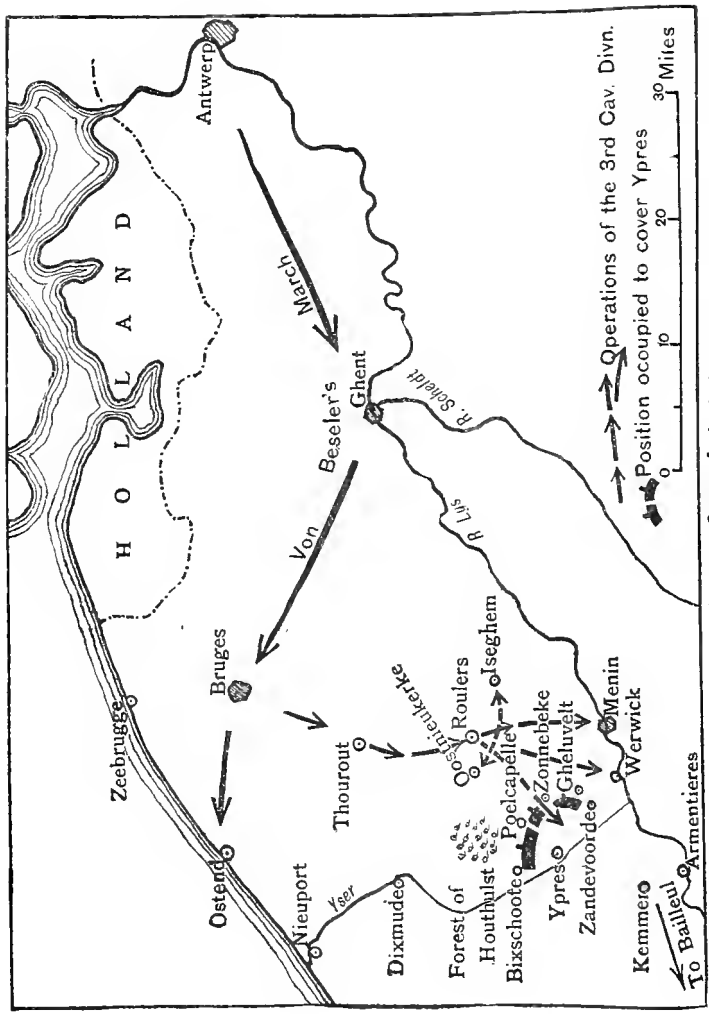 Antwerp
HOLLAND
March
Zeebrugge
Bruges
Beseler's
Ghent
Von
R. Scheldt
Ostend
Nieuport
Thourout
R Lys
Yser
Dixmude
Oostnieukerke
Roulers
Iseghem
Forest of
Houthulst
Poelcapelle
Bixschoote
Zonnebeke
Gheluvelt
Ypres
Zandevoorde
Menin
Werwick
Kemmel
Armentieres
To Bailleul
Operations of the 3rd Cav. Divn.
Position occupied to cover Ypres
0 10 20 30 Miles